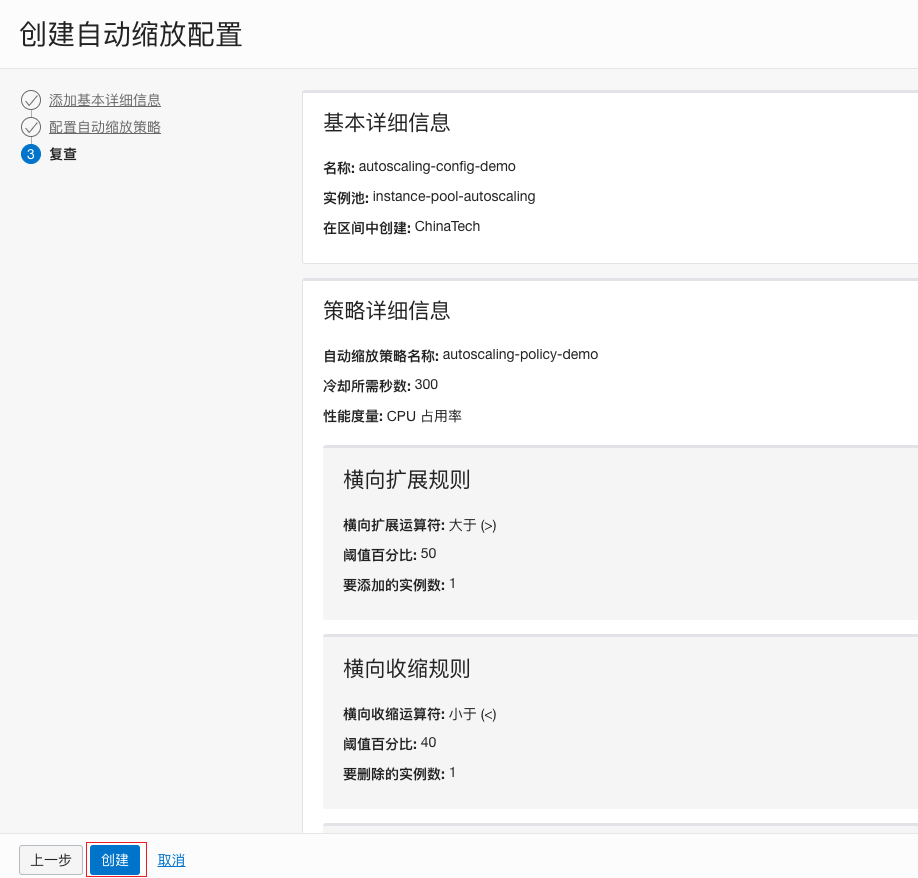 创建自动缩放配置
添加基本详细信息
配置自动缩放策略
3 复查
基本详细信息
名称: autoscaling-config-demo
实例池: instance-pool-autoscaling
在区间中创建: ChinaTech
策略详细信息
自动缩放策略名称: autoscaling-policy-demo
冷却所需秒数: 300
性能度量: CPU 占用率
横向扩展规则
横向扩展运算符: 大于 (>)
阈值百分比: 50
要添加的实例数: 1
横向收缩规则
横向收缩运算符: 小于 (<)
阈值百分比: 40
要删除的实例数: 1
上一步 创建 取消